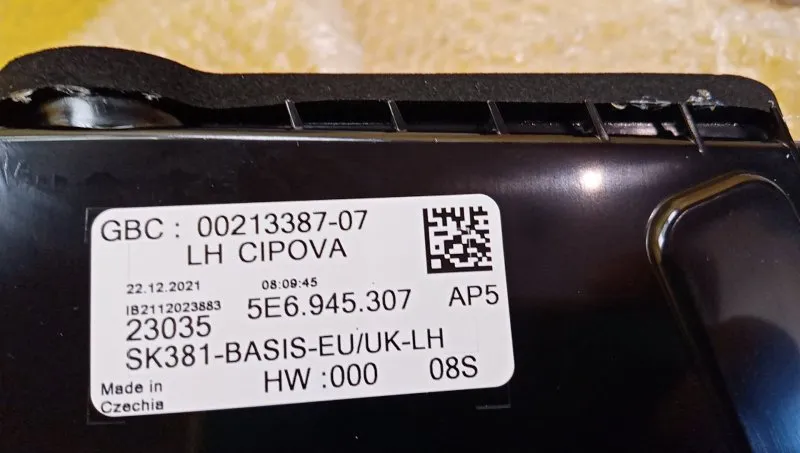 GBC : 00213387-07
LH CIPOVA
22.12.2021 08:09:45
IB2112023883 5E6.945.307 AP5
23035
SK381-BASIS-EU/UK-LH
HW :000 08S
Made in
Czechia